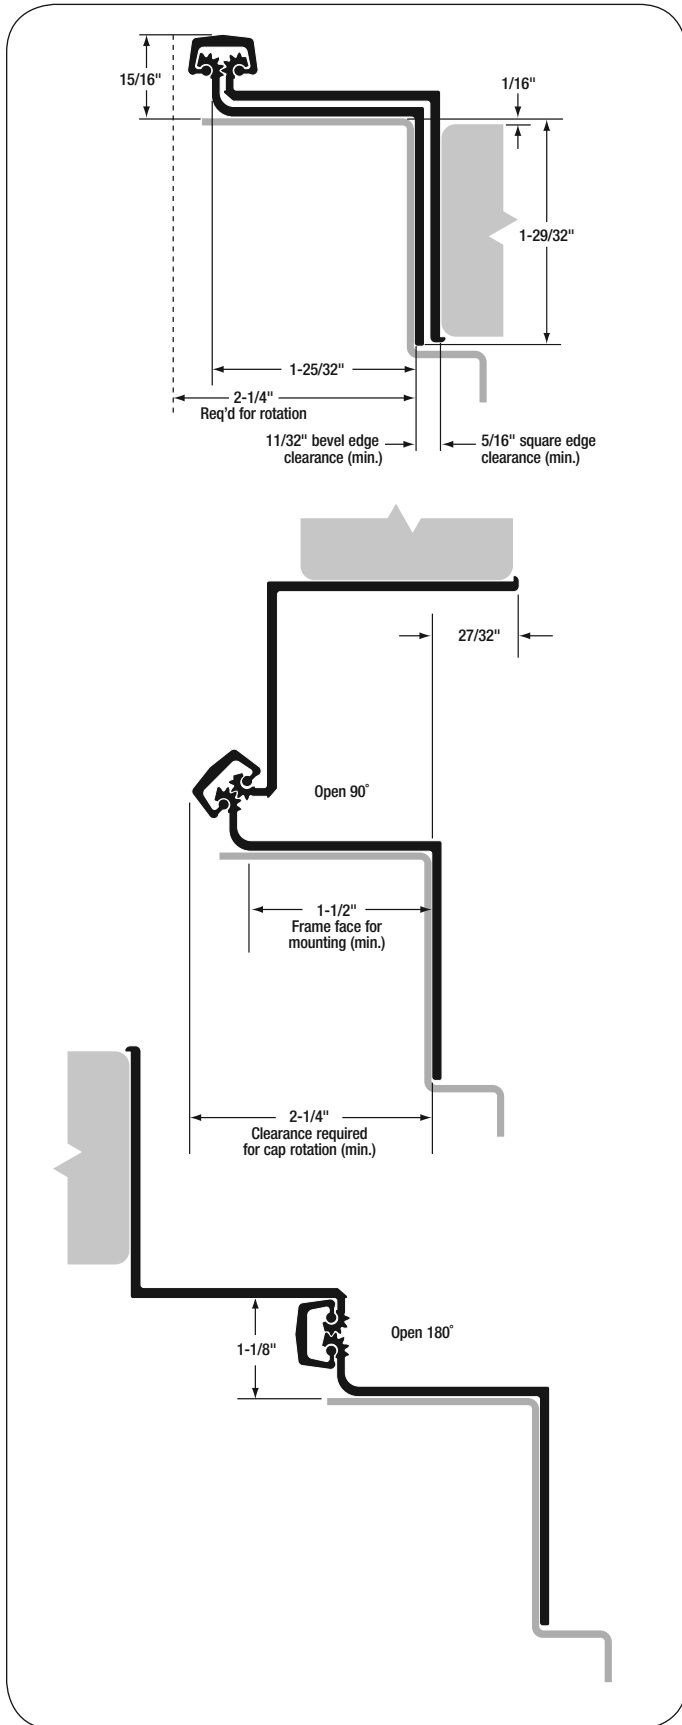 15/16"
1/16"
1-29/32"
1-25/32"
2-1/4"
Req'd for rotation
11/32" bevel edge
clearance (min.)
5/16" square edge
clearance (min.)
27/32"
Open 90°
1-1/2"
Frame face for
mounting (min.)
2-1/4"
Clearance required
for cap rotation (min.)
Open 180°
1-1/8"